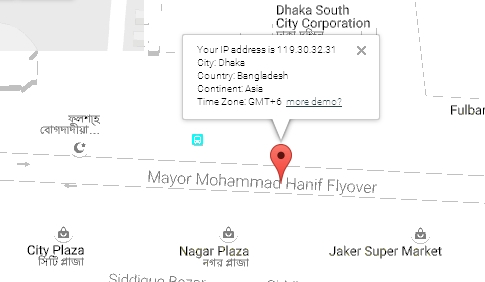 Dhaka South
City Corporation
Your IP address is 119.30.32.31
City: Dhaka
Country: Bangladesh
Continent: Asia
Time Zone: GMT+6 more demo?
Fulbar
ফুলশাহ
বোগদাদীয়া...
Mayor Mohammad Hanif Flyover
City Plaza
সিটি প্লাজা
Nagar Plaza
নগর প্লাজা
Jaker Super Market